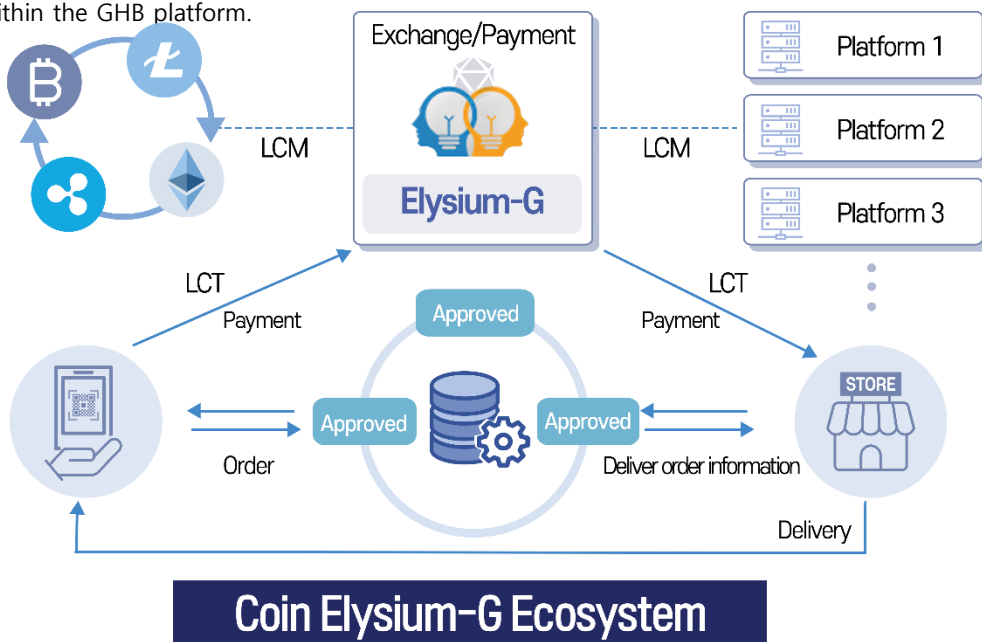 ithin the GHB platform.
Exchange/Payment
Elysium-G
LCM
LCM
Platform 1
Platform 2
Platform 3
LCT
Payment
LCT
Payment
Approved
Approved
Approved
Order
Deliver order information
STORE
Delivery
Coin Elysium-G Ecosystem